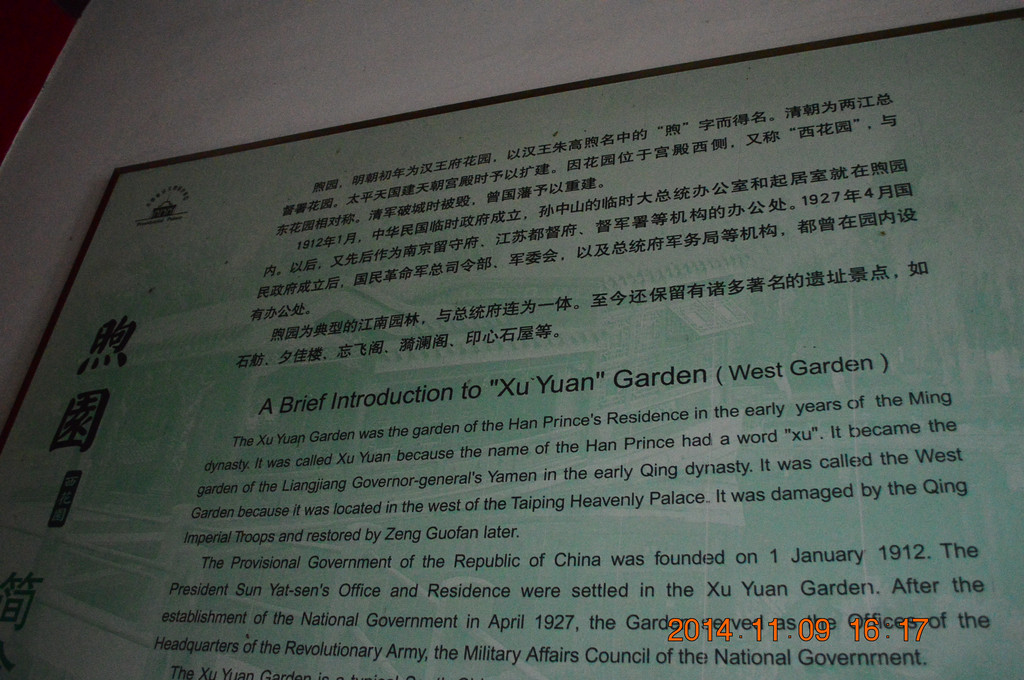 煦园，明朝初年为汉王府花园，以汉王朱高煦名中的“煦”字而得名。清朝为两江总
督署花园。太平天国建天朝宫殿时予以扩建。因花园位于宫殿西侧，又称“西花园”，与
东花园相对称。清军破城时被毁，曾国藩予以重建。
1912年1月，中华民国临时政府成立，孙中山的临时大总统办公室和起居室就在煦园
内。以后，又先后作为南京留守府、江苏都督府、督军署等机构的办公处。1927年4月国
民政府成立后，国民革命军总司令部、军委会，以及总统府军务局等机构，都曾在园内设
有办公处。
煦园为典型的江南园林，与总统府连为一体。至今还保留有诸多著名的遗址景点，如
石舫、夕佳楼、忘飞阁、漪澜阁、印心石屋等。
煦園
西花园
简
A Brief Introduction to "Xu Yuan" Garden ( West Garden )
The Xu Yuan Garden was the garden of the Han Prince's Residence in the early years of the Ming
dynasty. It was called Xu Yuan because the name of the Han Prince had a word "xu". It became the
garden of the Liangjiang Governor-general's Yamen in the early Qing dynasty. It was called the West
Garden because it was located in the west of the Taiping Heavenly Palace. It was damaged by the Qing
Imperial Troops and restored by Zeng Guofan later.
The Provisional Government of the Republic of China was founded on 1 January 1912. The
President Sun Yat-sen's Office and Residence were settled in the Xu Yuan Garden. After the
establishment of the National Government in April 1927, the Garden served as the Offices of the
Headquarters of the Revolutionary Army, the Military Affairs Council of the National Government.
The Xu Yuan Garden is a typical
2014.11.09 16:17